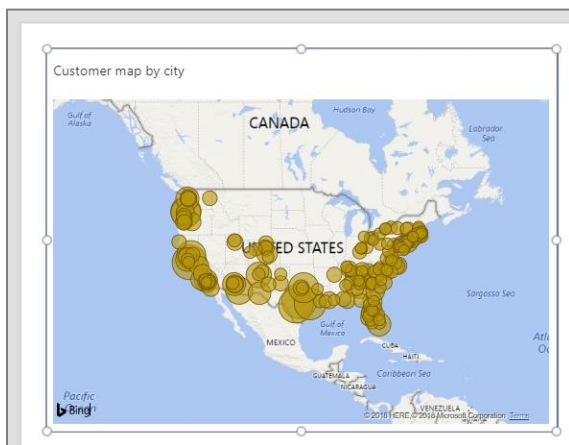 Customer map by city
Gulf of
Alaska
Hudson Bay
CANADA
Labrador
Sea
UNITED STATES
Sargasso Sea
Gulf of
Mexico
MEXICO
CUBA
HAITI
GUATEMALA
NICARAGUA
Caribbean Sea
VENEZUELA
Pacific
Bing
© 2018 HERE, © 2018 Microsoft Corporation Terms